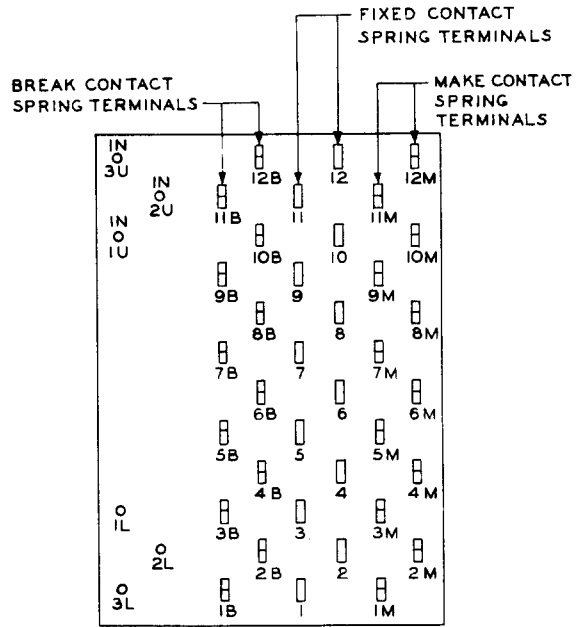 FIXED CONTACT
SPRING TERMINALS
BREAK CONTACT
SPRING TERMINALS
MAKE CONTACT
SPRING
TERMINALS
IN
3U
12B
12
12M
IN
2U
11B
11
11M
IN
1U
10B
10
10M
9B
9
9M
8B
8
8M
7B
7
7M
6B
6
6M
5B
5
5M
4B
4
4M
1L
3B
3
3M
2L
2B
2
2M
3L
1B
1
1M